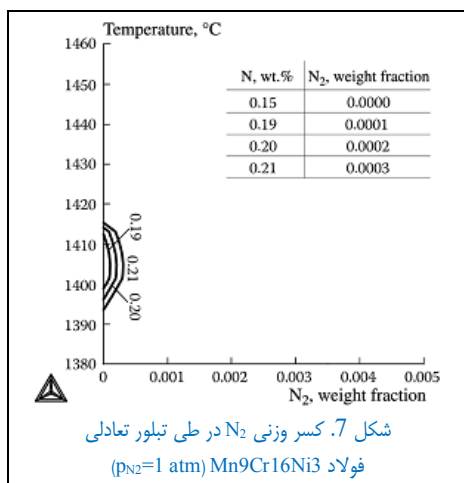 Temperature, °C
1460
1450
1440
1430
1420
1410
1400
1390
1380
N, wt.% N₂, weight fraction
0.15 0.0000
0.19 0.0001
0.20 0.0002
0.21 0.0003
0.19
0.21
0.20
0 0.001 0.002 0.003 0.004 0.005
N₂, weight fraction
شکل 7. کسر وزنی N₂ در طی تبلور تعادلی
فولاد Mn9Cr16Ni3 (pN2=1 atm)